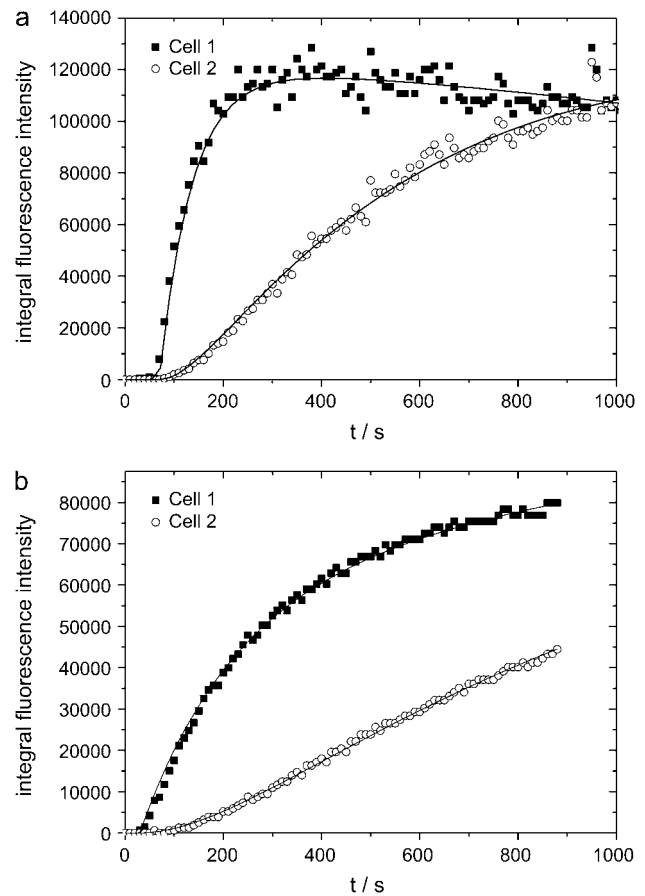 a
integral fluorescence intensity
140000
120000
100000
80000
60000
40000
20000
0
Cell 1
Cell 2
0 200 400 600 800 1000
t / s
b
integral fluorescence intensity
80000
70000
60000
50000
40000
30000
20000
10000
0
Cell 1
Cell 2
0 200 400 600 800 1000
t / s